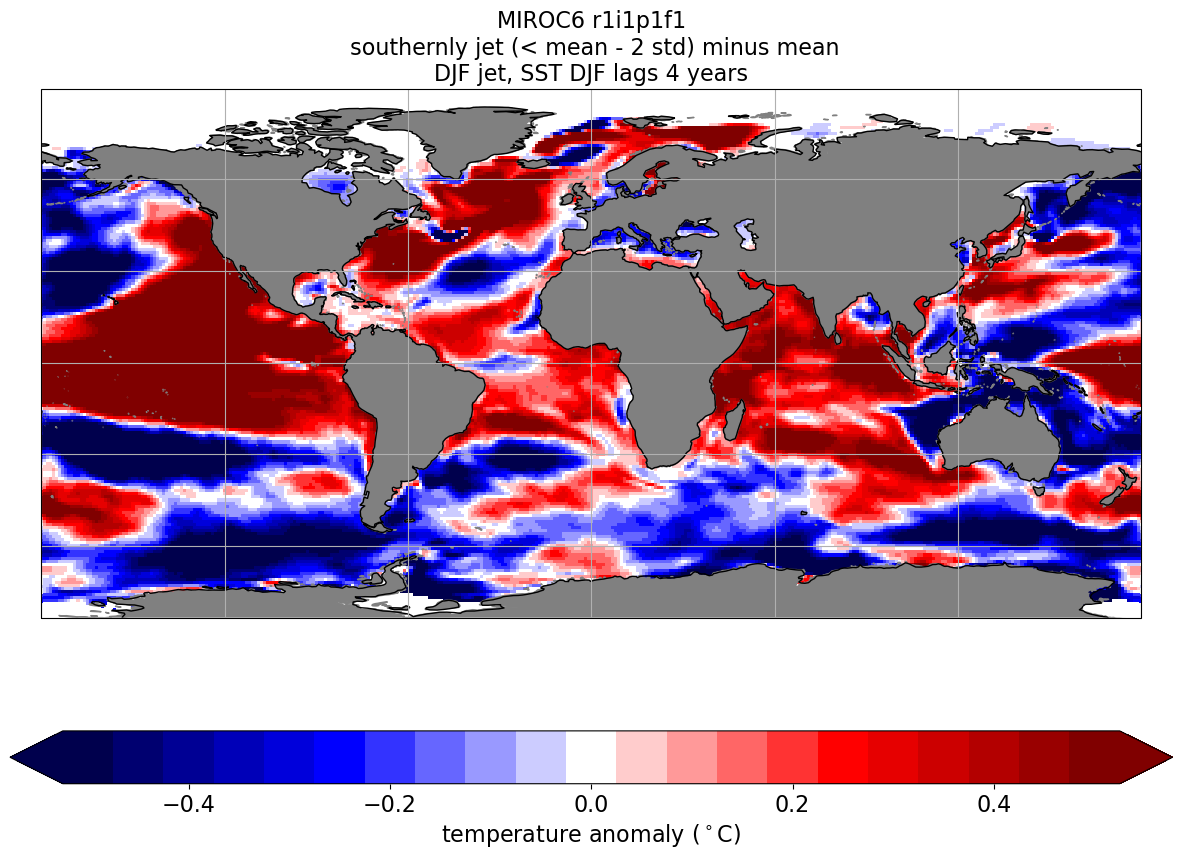 MIROC6 r1i1p1f1
southernly jet (< mean - 2 std) minus mean
DJF jet, SST DJF lags 4 years
−0.4 −0.2 0.0 0.2 0.4
temperature anomaly (°C)